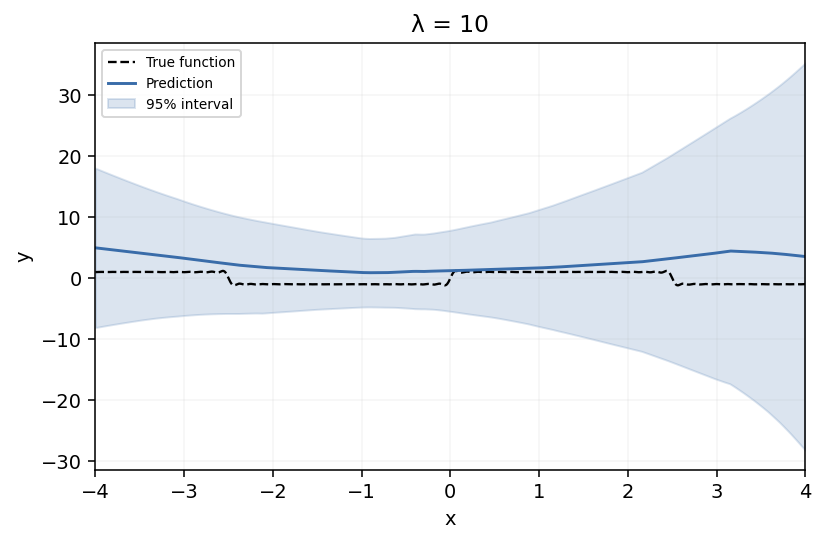 λ = 10
True function
Prediction
95% interval
y
30
20
10
0
−10
−20
−30
−4 −3 −2 −1 0 1 2 3 4
x